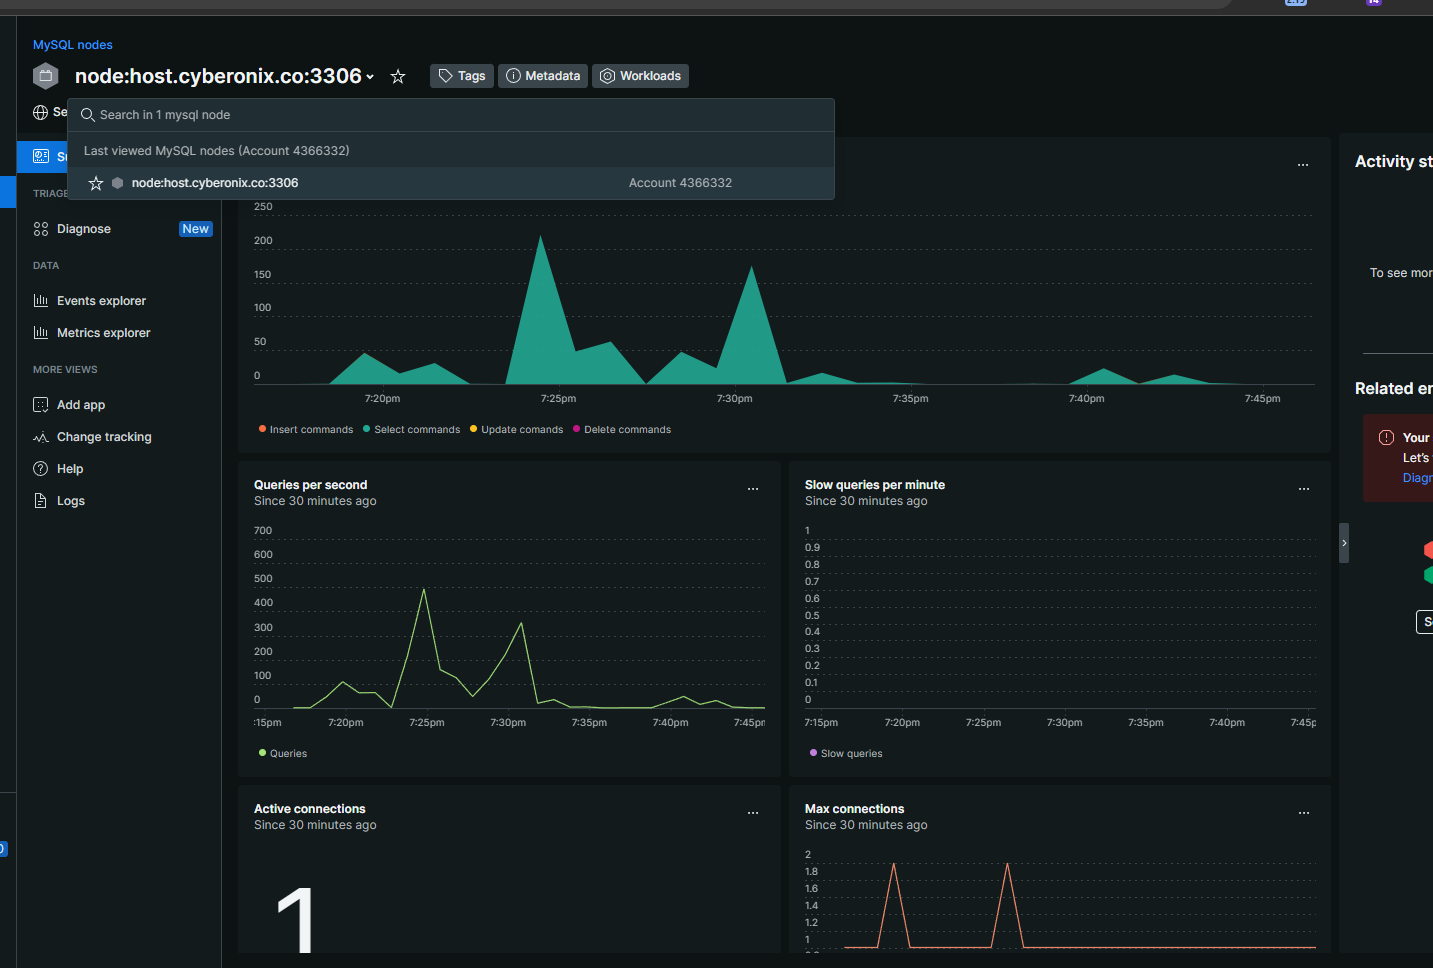 MySQL nodes
node:host.cyberonix.co:3306
Tags
Metadata
Workloads
Se
Search in 1 mysql node
Last viewed MySQL nodes (Account 4366332)
node:host.cyberonix.co:3306
Account 4366332
Su
TRIAGE
Diagnose
New
DATA
Events explorer
Metrics explorer
MORE VIEWS
Add app
Change tracking
Help
Logs
250
200
150
100
50
0
7:20pm
7:25pm
7:30pm
7:35pm
7:40pm
7:45pm
Insert commands
Select commands
Update comands
Delete commands
Queries per second
Since 30 minutes ago
700
600
500
400
300
200
100
0
:15pm
7:20pm
7:25pm
7:30pm
7:35pm
7:40pm
7:45pm
Queries
Slow queries per minute
Since 30 minutes ago
1
0.9
0.8
0.7
0.6
0.5
0.4
0.3
0.2
0.1
0
7:15pm
7:20pm
7:25pm
7:30pm
7:35pm
7:40pm
7:45p
Slow queries
Active connections
Since 30 minutes ago
1
Max connections
Since 30 minutes ago
2
1.8
1.6
1.4
1.2
1
Activity st
To see mor
Related en
Your
Let's
Diagn